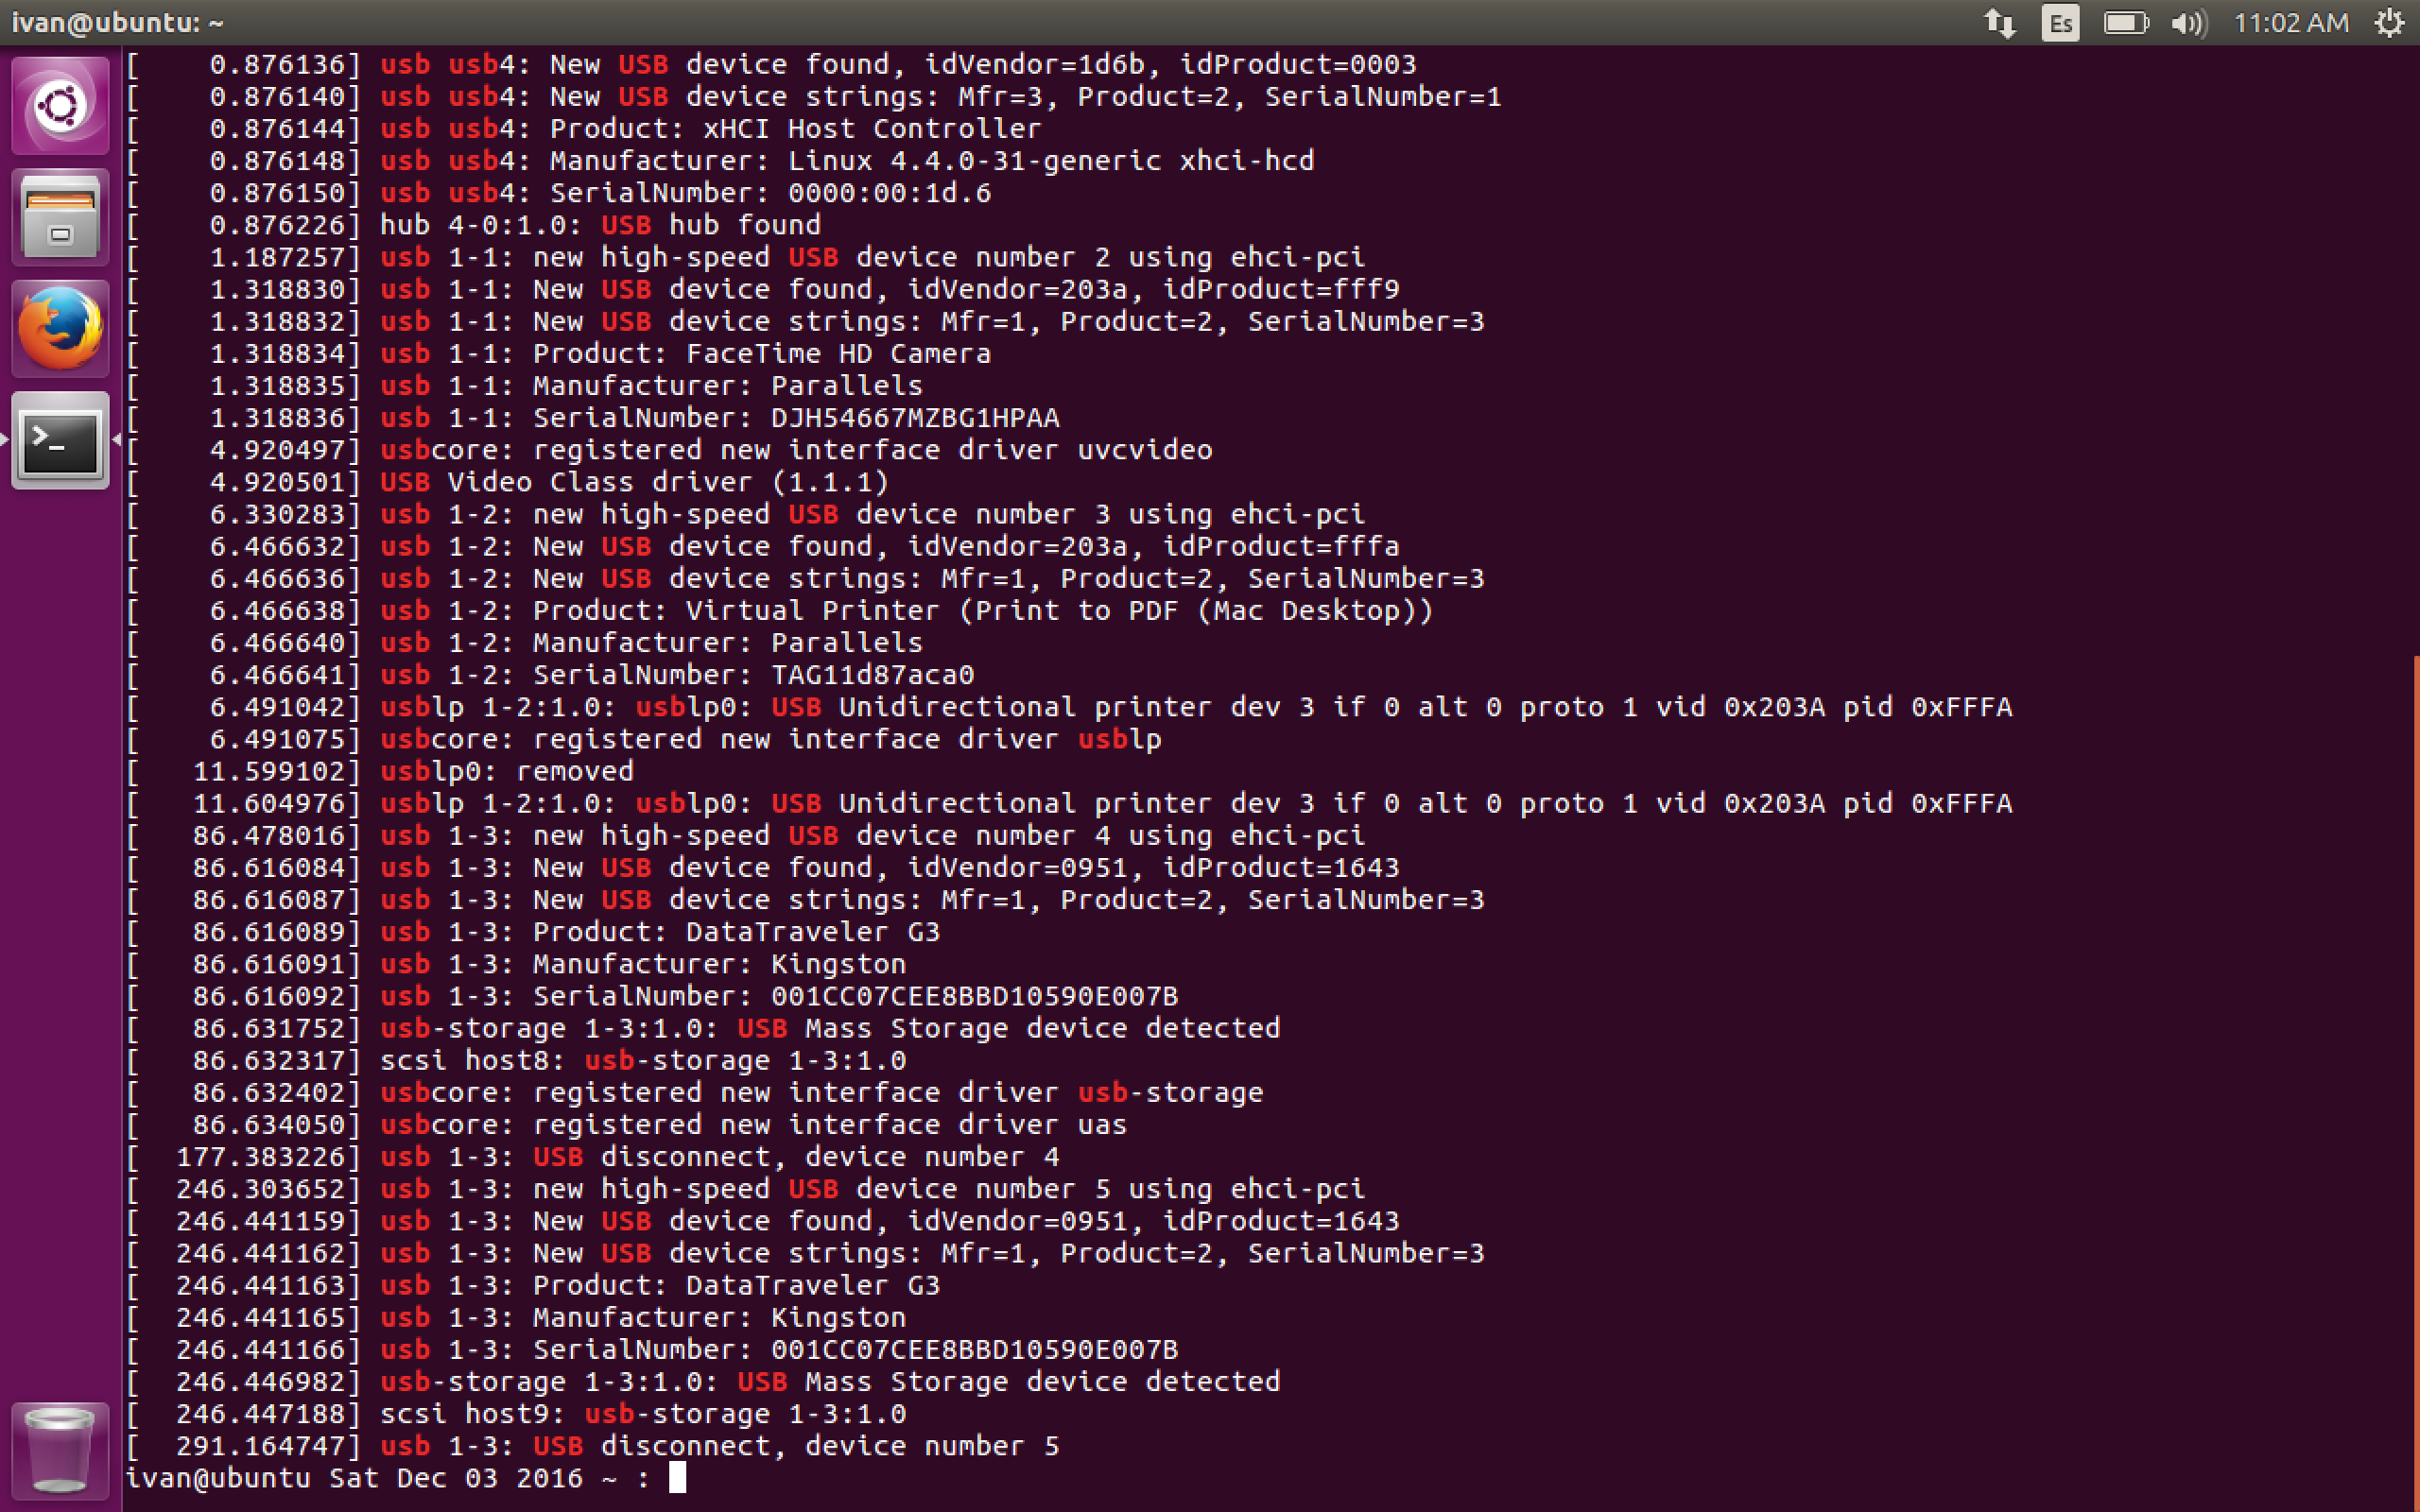 ivan@ubuntu: ~
Es
11:02 AM
[    0.876136] usb usb4: New USB device found, idVendor=1d6b, idProduct=0003
[    0.876140] usb usb4: New USB device strings: Mfr=3, Product=2, SerialNumber=1
[    0.876144] usb usb4: Product: xHCI Host Controller
[    0.876148] usb usb4: Manufacturer: Linux 4.4.0-31-generic xhci-hcd
[    0.876150] usb usb4: SerialNumber: 0000:00:1d.6
[    0.876226] hub 4-0:1.0: USB hub found
[    1.187257] usb 1-1: new high-speed USB device number 2 using ehci-pci
[    1.318830] usb 1-1: New USB device found, idVendor=203a, idProduct=fff9
[    1.318832] usb 1-1: New USB device strings: Mfr=1, Product=2, SerialNumber=3
[    1.318834] usb 1-1: Product: FaceTime HD Camera
[    1.318835] usb 1-1: Manufacturer: Parallels
[    1.318836] usb 1-1: SerialNumber: DJH54667MZBG1HPAA
[    4.920497] usbcore: registered new interface driver uvcvideo
[    4.920501] USB Video Class driver (1.1.1)
[    6.330283] usb 1-2: new high-speed USB device number 3 using ehci-pci
[    6.466632] usb 1-2: New USB device found, idVendor=203a, idProduct=fffa
[    6.466636] usb 1-2: New USB device strings: Mfr=1, Product=2, SerialNumber=3
[    6.466638] usb 1-2: Product: Virtual Printer (Print to PDF (Mac Desktop))
[    6.466640] usb 1-2: Manufacturer: Parallels
[    6.466641] usb 1-2: SerialNumber: TAG11d87aca0
[    6.491042] usblp 1-2:1.0: usblp0: USB Unidirectional printer dev 3 if 0 alt 0 proto 1 vid 0x203A pid 0xFFFA
[    6.491075] usbcore: registered new interface driver usblp
[   11.599102] usblp0: removed
[   11.604976] usblp 1-2:1.0: usblp0: USB Unidirectional printer dev 3 if 0 alt 0 proto 1 vid 0x203A pid 0xFFFA
[   86.478016] usb 1-3: new high-speed USB device number 4 using ehci-pci
[   86.616084] usb 1-3: New USB device found, idVendor=0951, idProduct=1643
[   86.616087] usb 1-3: New USB device strings: Mfr=1, Product=2, SerialNumber=3
[   86.616089] usb 1-3: Product: DataTraveler G3
[   86.616091] usb 1-3: Manufacturer: Kingston
[   86.616092] usb 1-3: SerialNumber: 001CC07CEE8BBD10590E007B
[   86.631752] usb-storage 1-3:1.0: USB Mass Storage device detected
[   86.632317] scsi host8: usb-storage 1-3:1.0
[   86.632402] usbcore: registered new interface driver usb-storage
[   86.634050] usbcore: registered new interface driver uas
[  177.383226] usb 1-3: USB disconnect, device number 4
[  246.303652] usb 1-3: new high-speed USB device number 5 using ehci-pci
[  246.441159] usb 1-3: New USB device found, idVendor=0951, idProduct=1643
[  246.441162] usb 1-3: New USB device strings: Mfr=1, Product=2, SerialNumber=3
[  246.441163] usb 1-3: Product: DataTraveler G3
[  246.441165] usb 1-3: Manufacturer: Kingston
[  246.441166] usb 1-3: SerialNumber: 001CC07CEE8BBD10590E007B
[  246.446982] usb-storage 1-3:1.0: USB Mass Storage device detected
[  246.447188] scsi host9: usb-storage 1-3:1.0
[  291.164747] usb 1-3: USB disconnect, device number 5
ivan@ubuntu Sat Dec 03 2016 ~ :